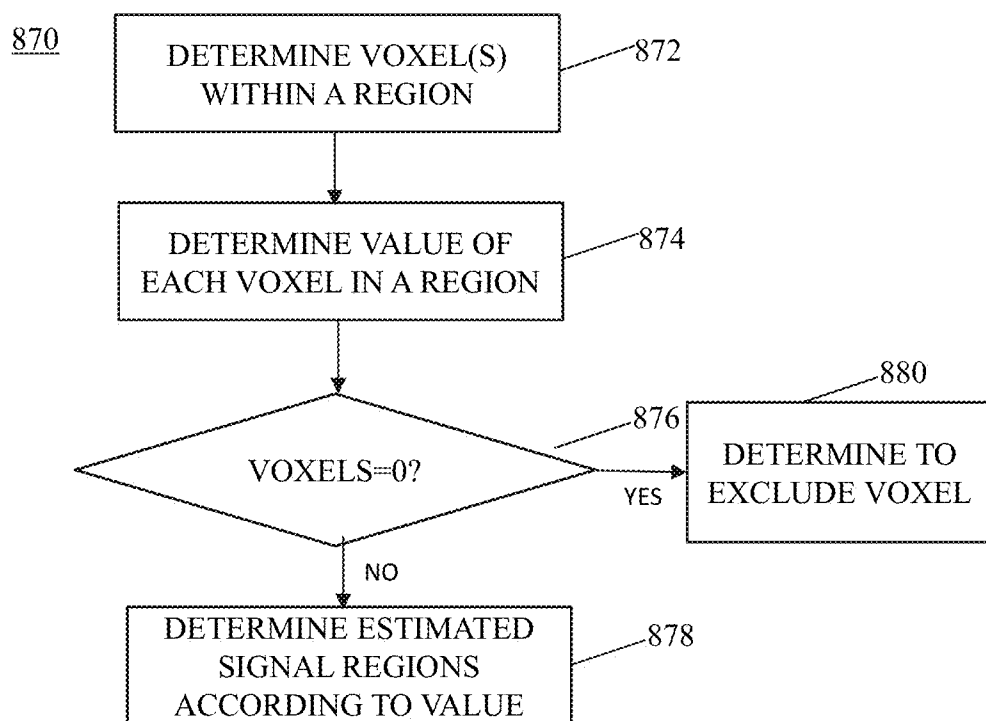 870
DETERMINE VOXEL(S)
WITHIN A REGION
872
DETERMINE VALUE OF
EACH VOXEL IN A REGION
874
VOXELS=0?
876
YES
880
DETERMINE TO
EXCLUDE VOXEL
NO
DETERMINE ESTIMATED
SIGNAL REGIONS
ACCORDING TO VALUE
878